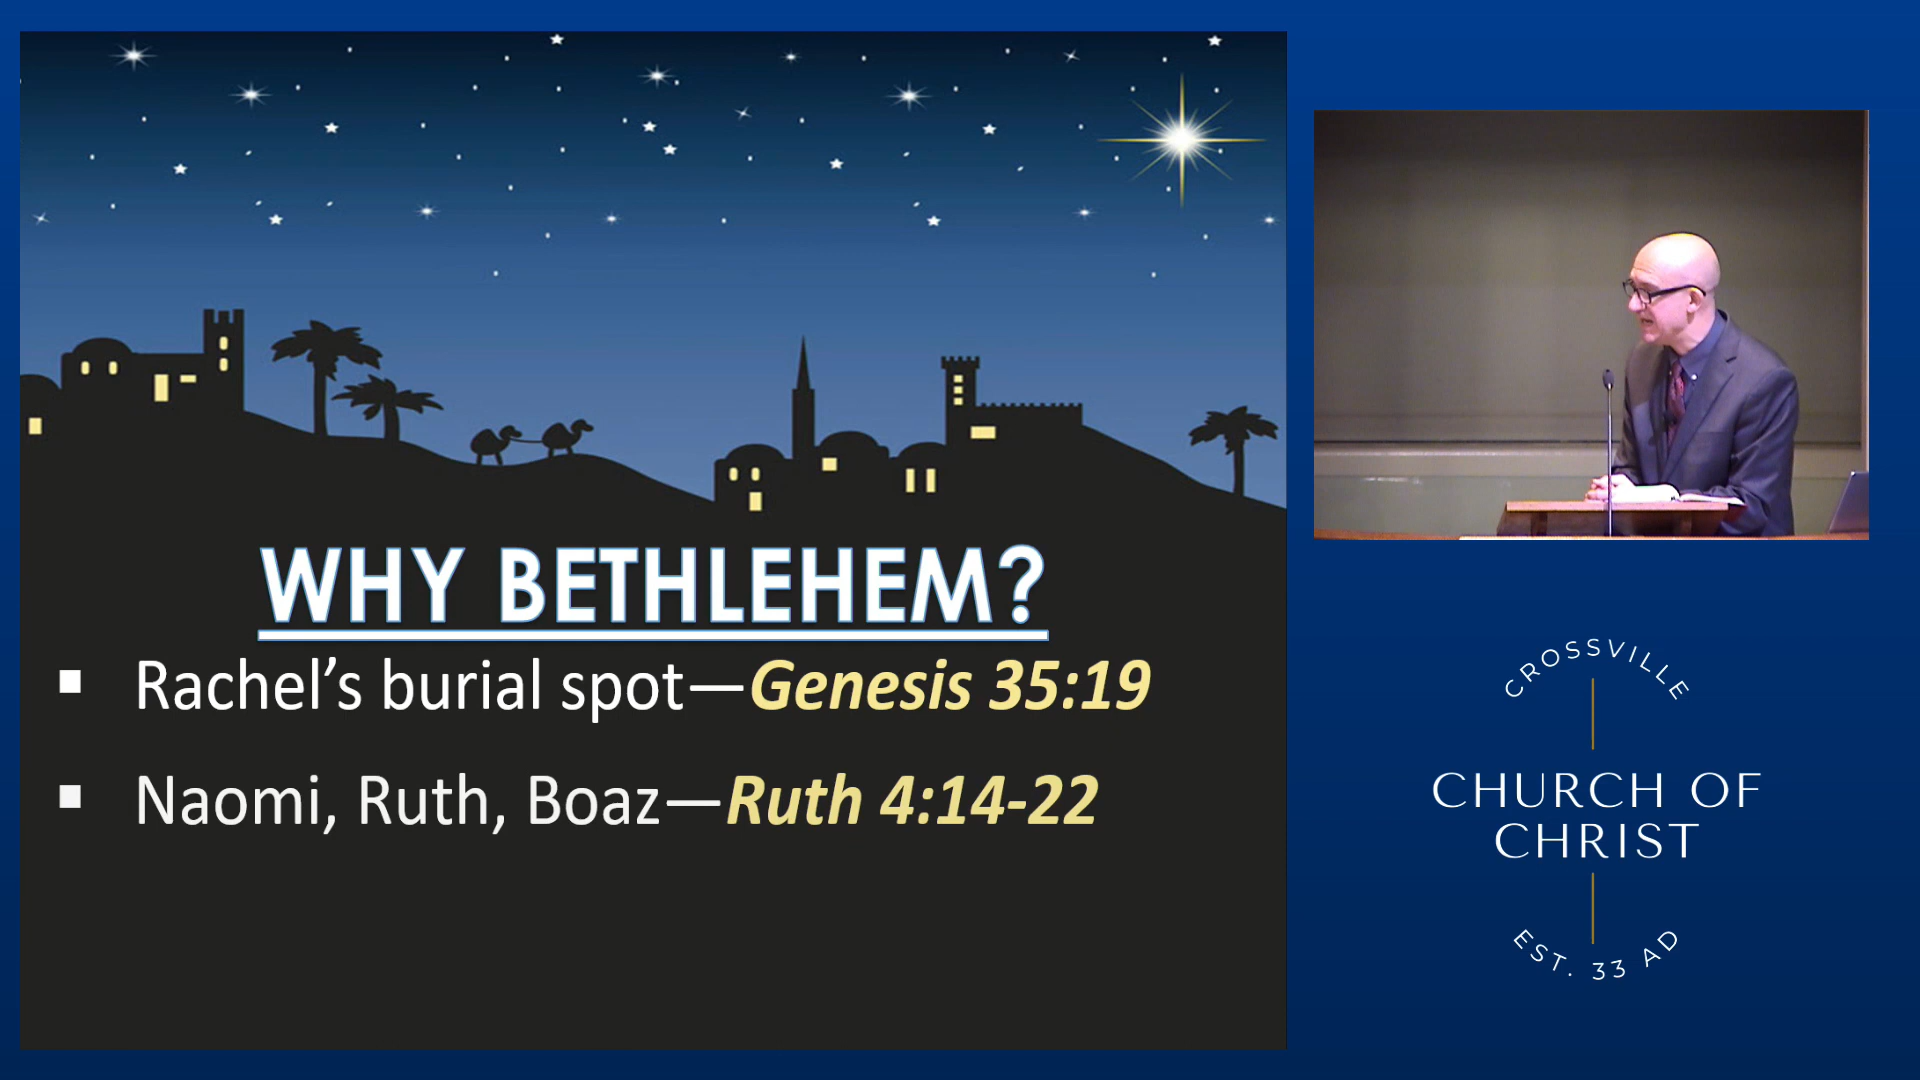 WHY BETHLEHEM?
▪ Rachel’s burial spot—Genesis 35:19
▪ Naomi, Ruth, Boaz—Ruth 4:14-22
CROSSVILLE
CHURCH OF
CHRIST
EST. 33 AD